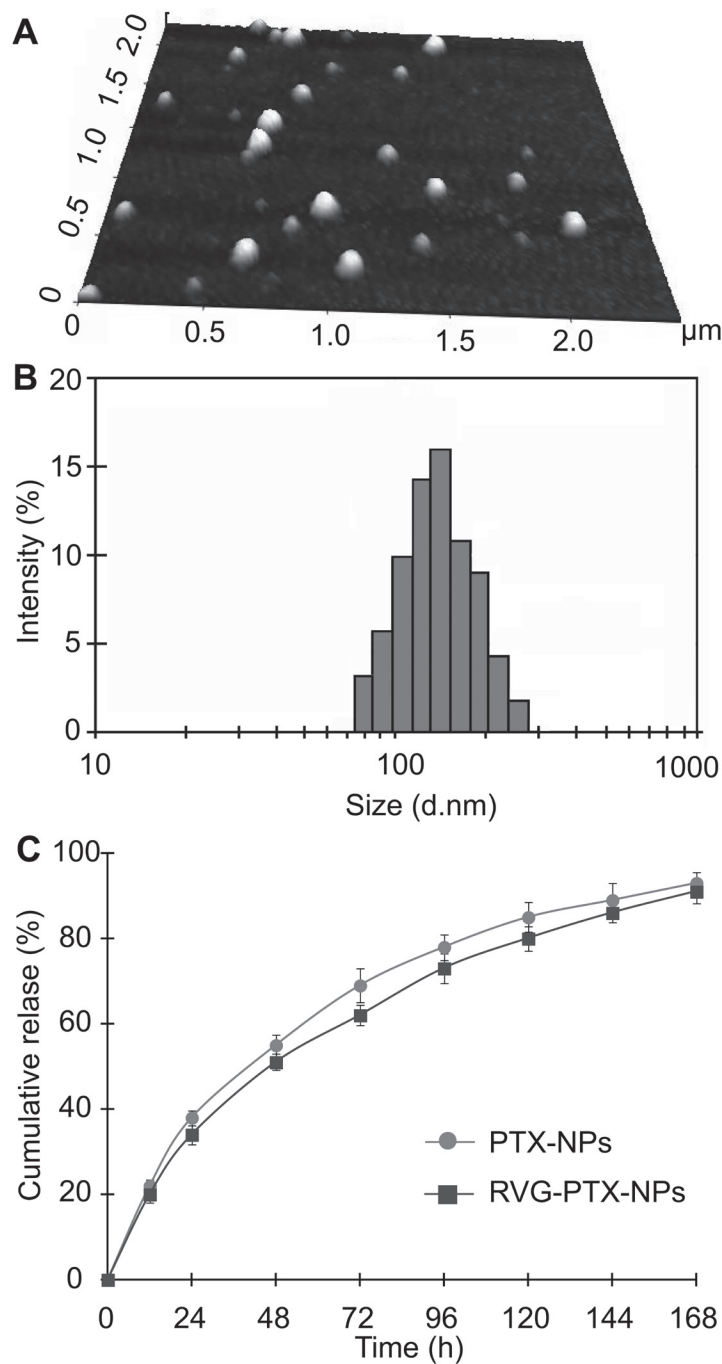 A
2.0
1.5
1.0
0.5
0
0 0.5 1.0 1.5 2.0 μm
B
20
15
10
5
0
Intensity (%)
10 100 1000
Size (d.nm)
C
100
80
60
40
20
0
Cumulative relase (%)
PTX-NPs
RVG-PTX-NPs
0 24 48 72 96 120 144 168
Time (h)